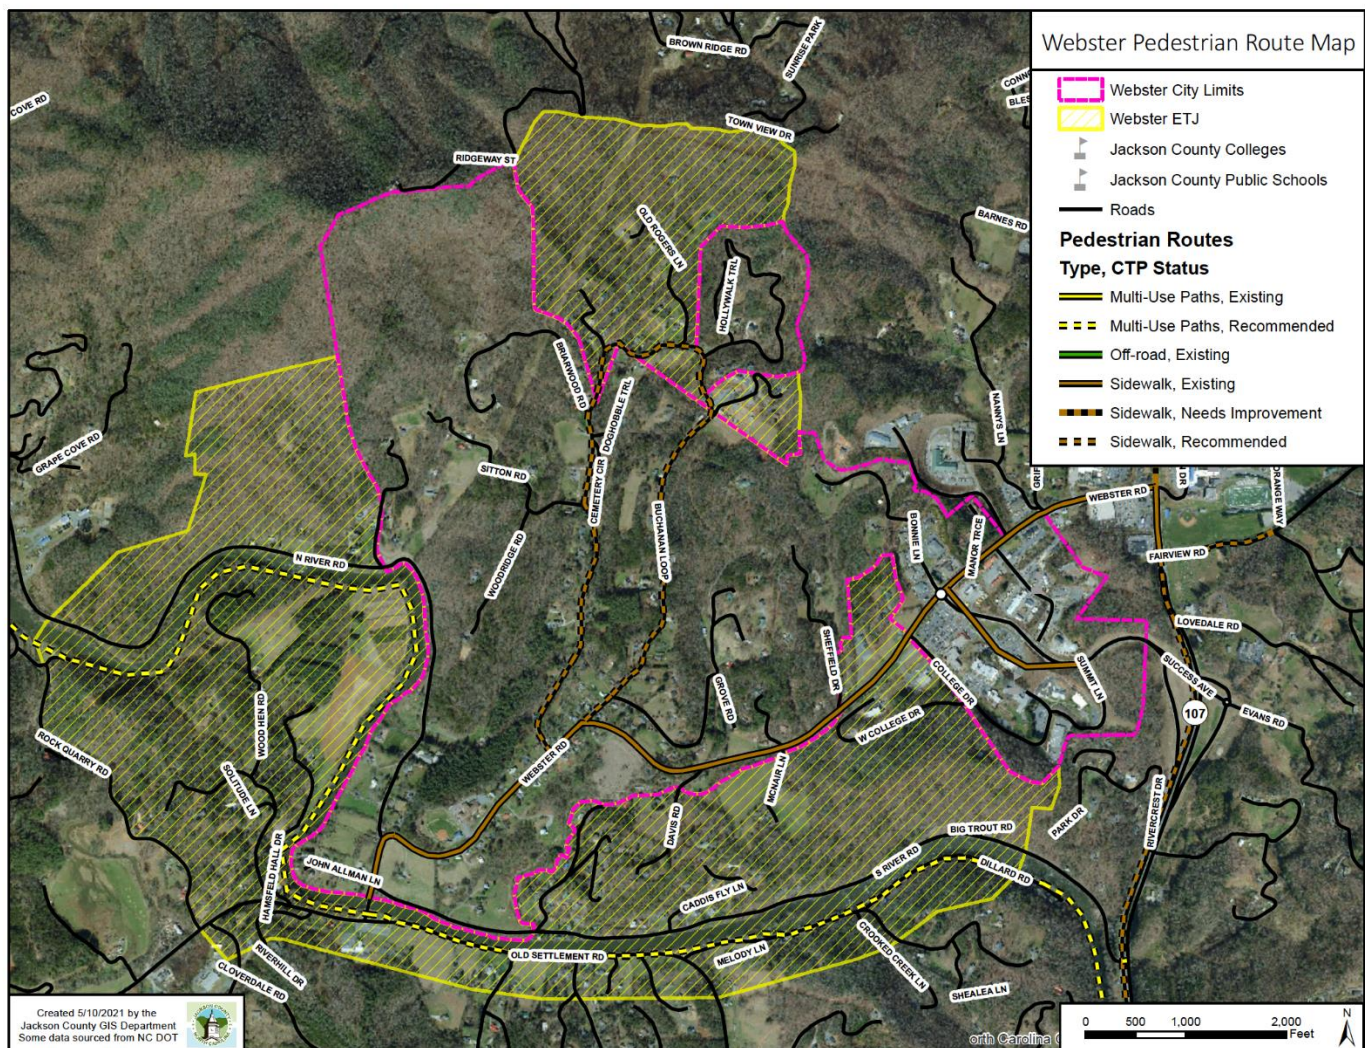 Webster Pedestrian Route Map
Webster City Limits
Webster ETJ
Jackson County Colleges
Jackson County Public Schools
Roads
Pedestrian Routes
Type, CTP Status
Multi-Use Paths, Existing
Multi-Use Paths, Recommended
Off-road, Existing
Sidewalk, Existing
Sidewalk, Needs Improvement
Sidewalk, Recommended
BROWN RIDGE RD
SUNRISE PARK
COVE RD
TOWN VIEW DR
RIDGEWAY ST
BARNES RD
OLD ROGERS LN
HOLLYWALK TRL
BRIARWOOD RD
DOGHOBBLE TRL
NANNYS LN
GRAPE COVE RD
SITTON RD
CEMETERY CIR
WEBSTER RD
ORANGE WAY
BUCHANAN LOOP
BONNIE LN
MANOR TRCE
FAIRVIEW RD
N RIVER RD
WOODRIDGE RD
LOVEDALE RD
SHEFFIELD DR
COLLEGE DR
SUMMIT LN
SUCCESS AVE
WOOD HEN RD
GROVE RD
W COLLEGE DR
107
EVANS RD
ROCK QUARRY RD
SOLITUDE LN
WEBSTER RD
MCNAIR LN
DAVIS RD
PARK DR
RIVERCREST DR
BIG TROUT RD
HAMSFELD HALL DR
JOHN ALLMAN LN
S RIVER RD
DILLARD RD
CADDIS FLY LN
OLD SETTLEMENT RD
MELODY LN
CROOKED CREEK LN
RIVERHILL DR
CLOVERDALE RD
SHEALEA LN
Created 5/10/2021 by the
Jackson County GIS Department
Some data sourced from NC DOT
orth Carolina
0 500 1,000 2,000
Feet
N